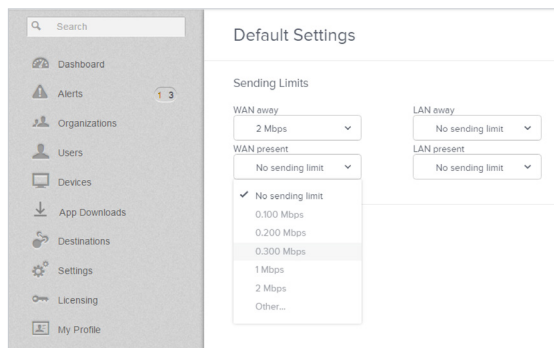 Search
Dashboard
Alerts 1 3
Organizations
Users
Devices
App Downloads
Destinations
Settings
Licensing
My Profile
Default Settings
Sending Limits
WAN away
2 Mbps
LAN away
No sending limit
WAN present
No sending limit
LAN present
No sending limit
No sending limit
0.100 Mbps
0.200 Mbps
0.300 Mbps
1 Mbps
2 Mbps
Other...